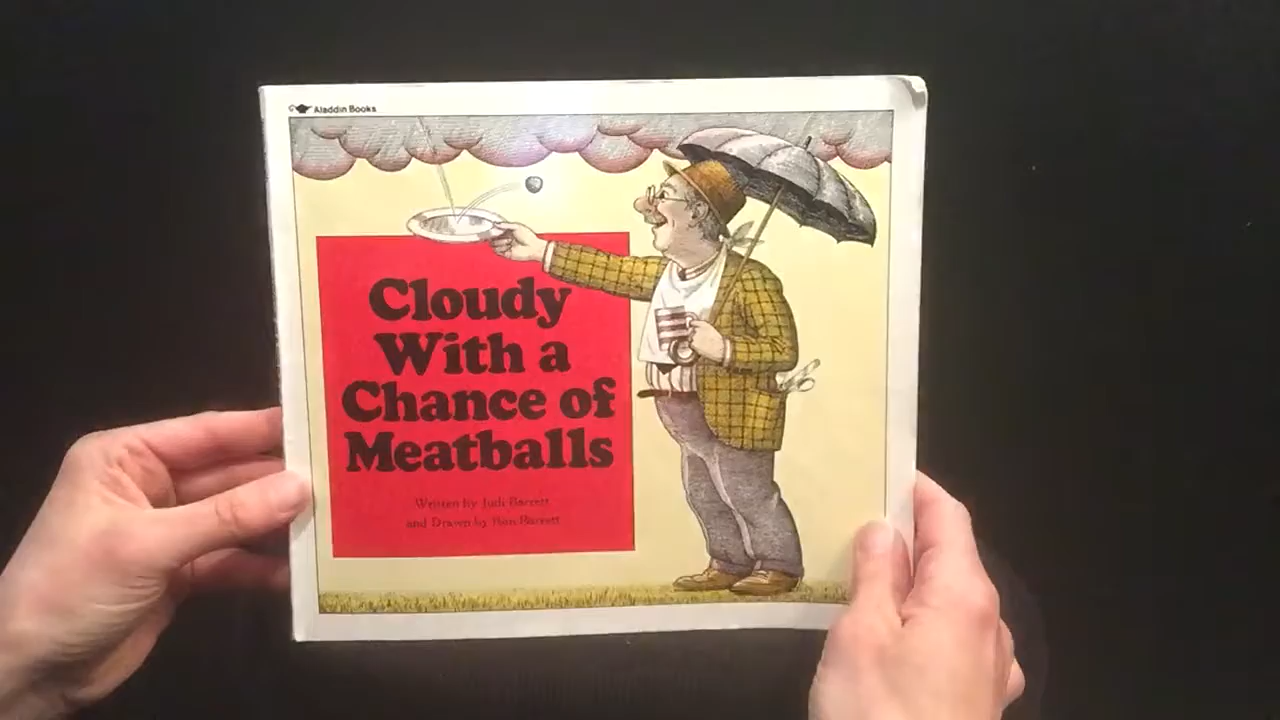 Aladdin Books
Cloudy
With a
Chance of
Meatballs
Written by Judi Barrett
and Drawn by Ron Barrett